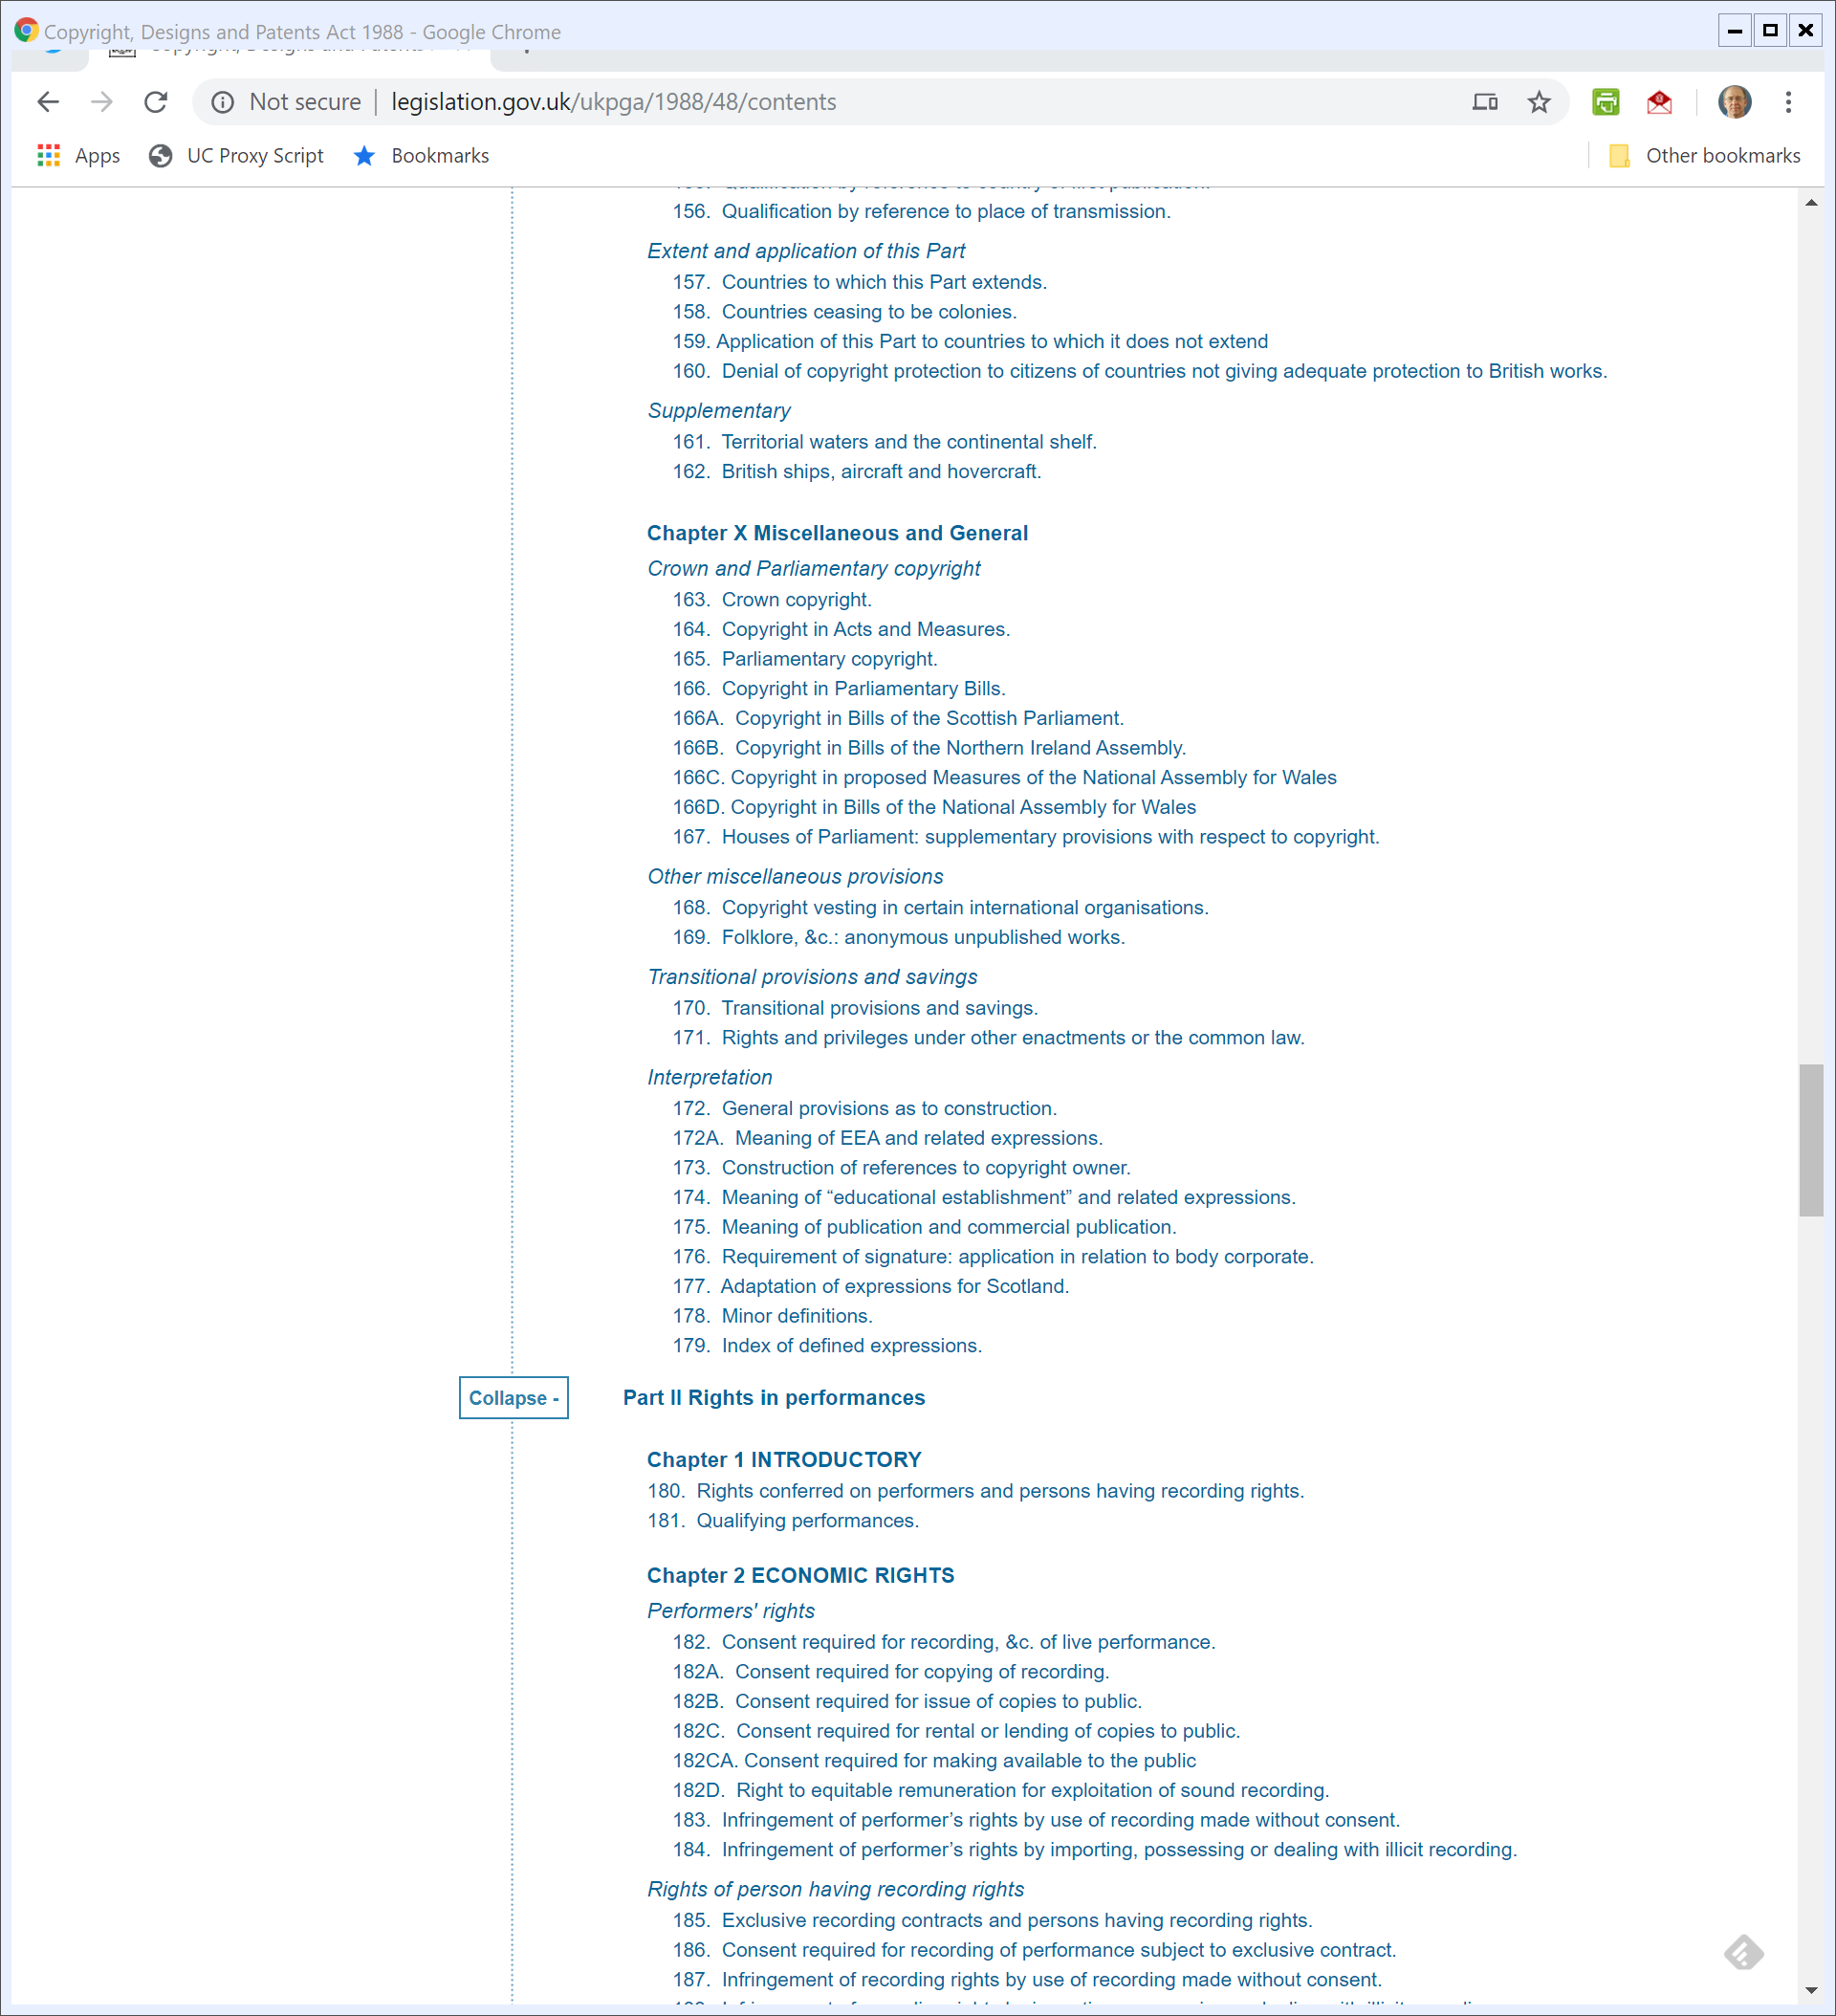 Copyright, Designs and Patents Act 1988 - Google Chrome
Not secure | legislation.gov.uk/ukpga/1988/48/contents
Apps UC Proxy Script Bookmarks Other bookmarks
156. Qualification by reference to place of transmission.
Extent and application of this Part
157. Countries to which this Part extends.
158. Countries ceasing to be colonies.
159. Application of this Part to countries to which it does not extend
160. Denial of copyright protection to citizens of countries not giving adequate protection to British works.
Supplementary
161. Territorial waters and the continental shelf.
162. British ships, aircraft and hovercraft.
Chapter X Miscellaneous and General
Crown and Parliamentary copyright
163. Crown copyright.
164. Copyright in Acts and Measures.
165. Parliamentary copyright.
166. Copyright in Parliamentary Bills.
166A. Copyright in Bills of the Scottish Parliament.
166B. Copyright in Bills of the Northern Ireland Assembly.
166C. Copyright in proposed Measures of the National Assembly for Wales
166D. Copyright in Bills of the National Assembly for Wales
167. Houses of Parliament: supplementary provisions with respect to copyright.
Other miscellaneous provisions
168. Copyright vesting in certain international organisations.
169. Folklore, &c.: anonymous unpublished works.
Transitional provisions and savings
170. Transitional provisions and savings.
171. Rights and privileges under other enactments or the common law.
Interpretation
172. General provisions as to construction.
172A. Meaning of EEA and related expressions.
173. Construction of references to copyright owner.
174. Meaning of “educational establishment” and related expressions.
175. Meaning of publication and commercial publication.
176. Requirement of signature: application in relation to body corporate.
177. Adaptation of expressions for Scotland.
178. Minor definitions.
179. Index of defined expressions.
Collapse - Part II Rights in performances
Chapter 1 INTRODUCTORY
180. Rights conferred on performers and persons having recording rights.
181. Qualifying performances.
Chapter 2 ECONOMIC RIGHTS
Performers' rights
182. Consent required for recording, &c. of live performance.
182A. Consent required for copying of recording.
182B. Consent required for issue of copies to public.
182C. Consent required for rental or lending of copies to public.
182CA. Consent required for making available to the public
182D. Right to equitable remuneration for exploitation of sound recording.
183. Infringement of performer’s rights by use of recording made without consent.
184. Infringement of performer’s rights by importing, possessing or dealing with illicit recording.
Rights of person having recording rights
185. Exclusive recording contracts and persons having recording rights.
186. Consent required for recording of performance subject to exclusive contract.
187. Infringement of recording rights by use of recording made without consent.